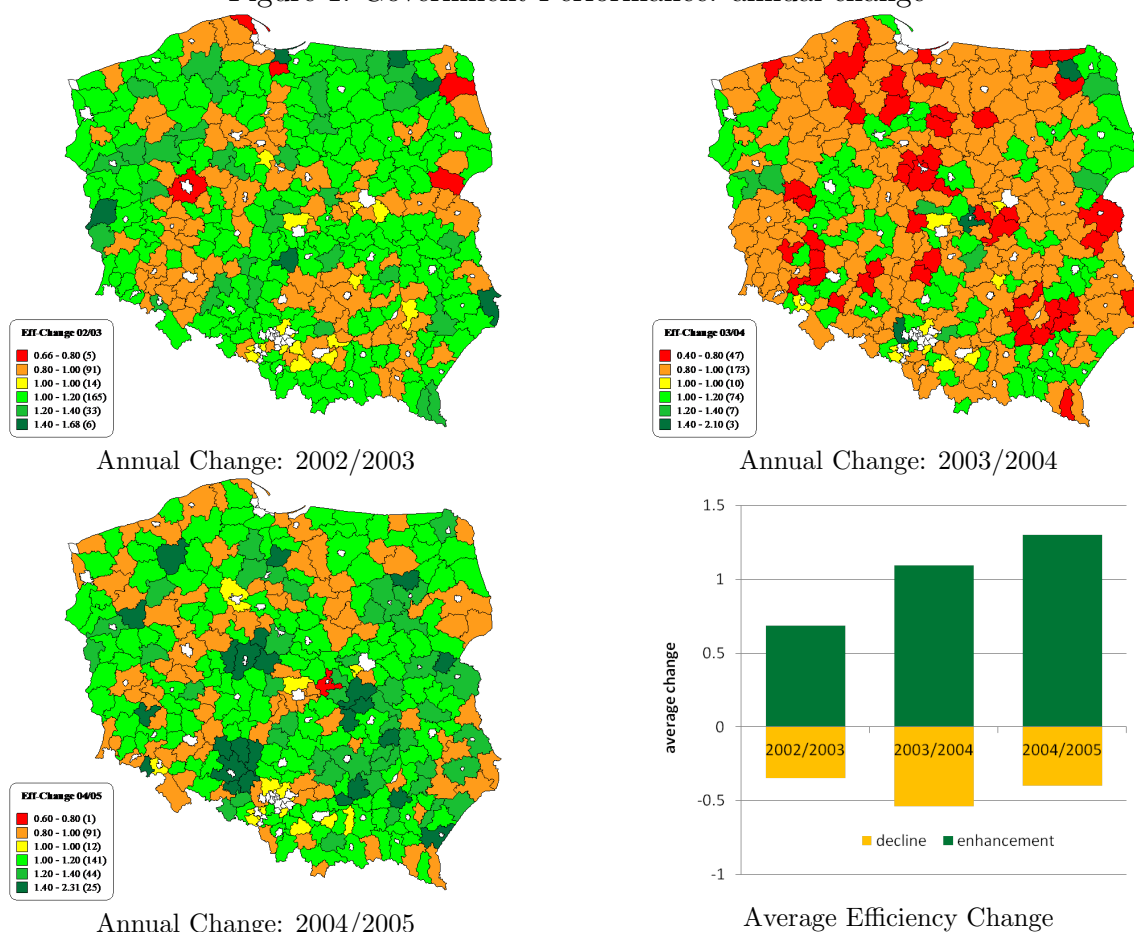 Figure 1: Government Performance: annual change
Eff-Change 02/03
0.66 - 0.80 (5)
0.80 - 1.00 (91)
1.00 - 1.00 (14)
1.00 - 1.20 (165)
1.20 - 1.40 (33)
1.40 - 1.68 (6)
Annual Change: 2002/2003
Eff-Change 03/04
0.40 - 0.80 (47)
0.80 - 1.00 (173)
1.00 - 1.00 (10)
1.00 - 1.20 (74)
1.20 - 1.40 (7)
1.40 - 2.10 (3)
Annual Change: 2003/2004
Eff-Change 04/05
0.60 - 0.80 (1)
0.80 - 1.00 (91)
1.00 - 1.00 (12)
1.00 - 1.20 (141)
1.20 - 1.40 (44)
1.40 - 2.31 (25)
Annual Change: 2004/2005
1.5
1
0.5
0
-0.5
-1
average change
2002/2003 2003/2004 2004/2005
decline enhancement
Average Efficiency Change